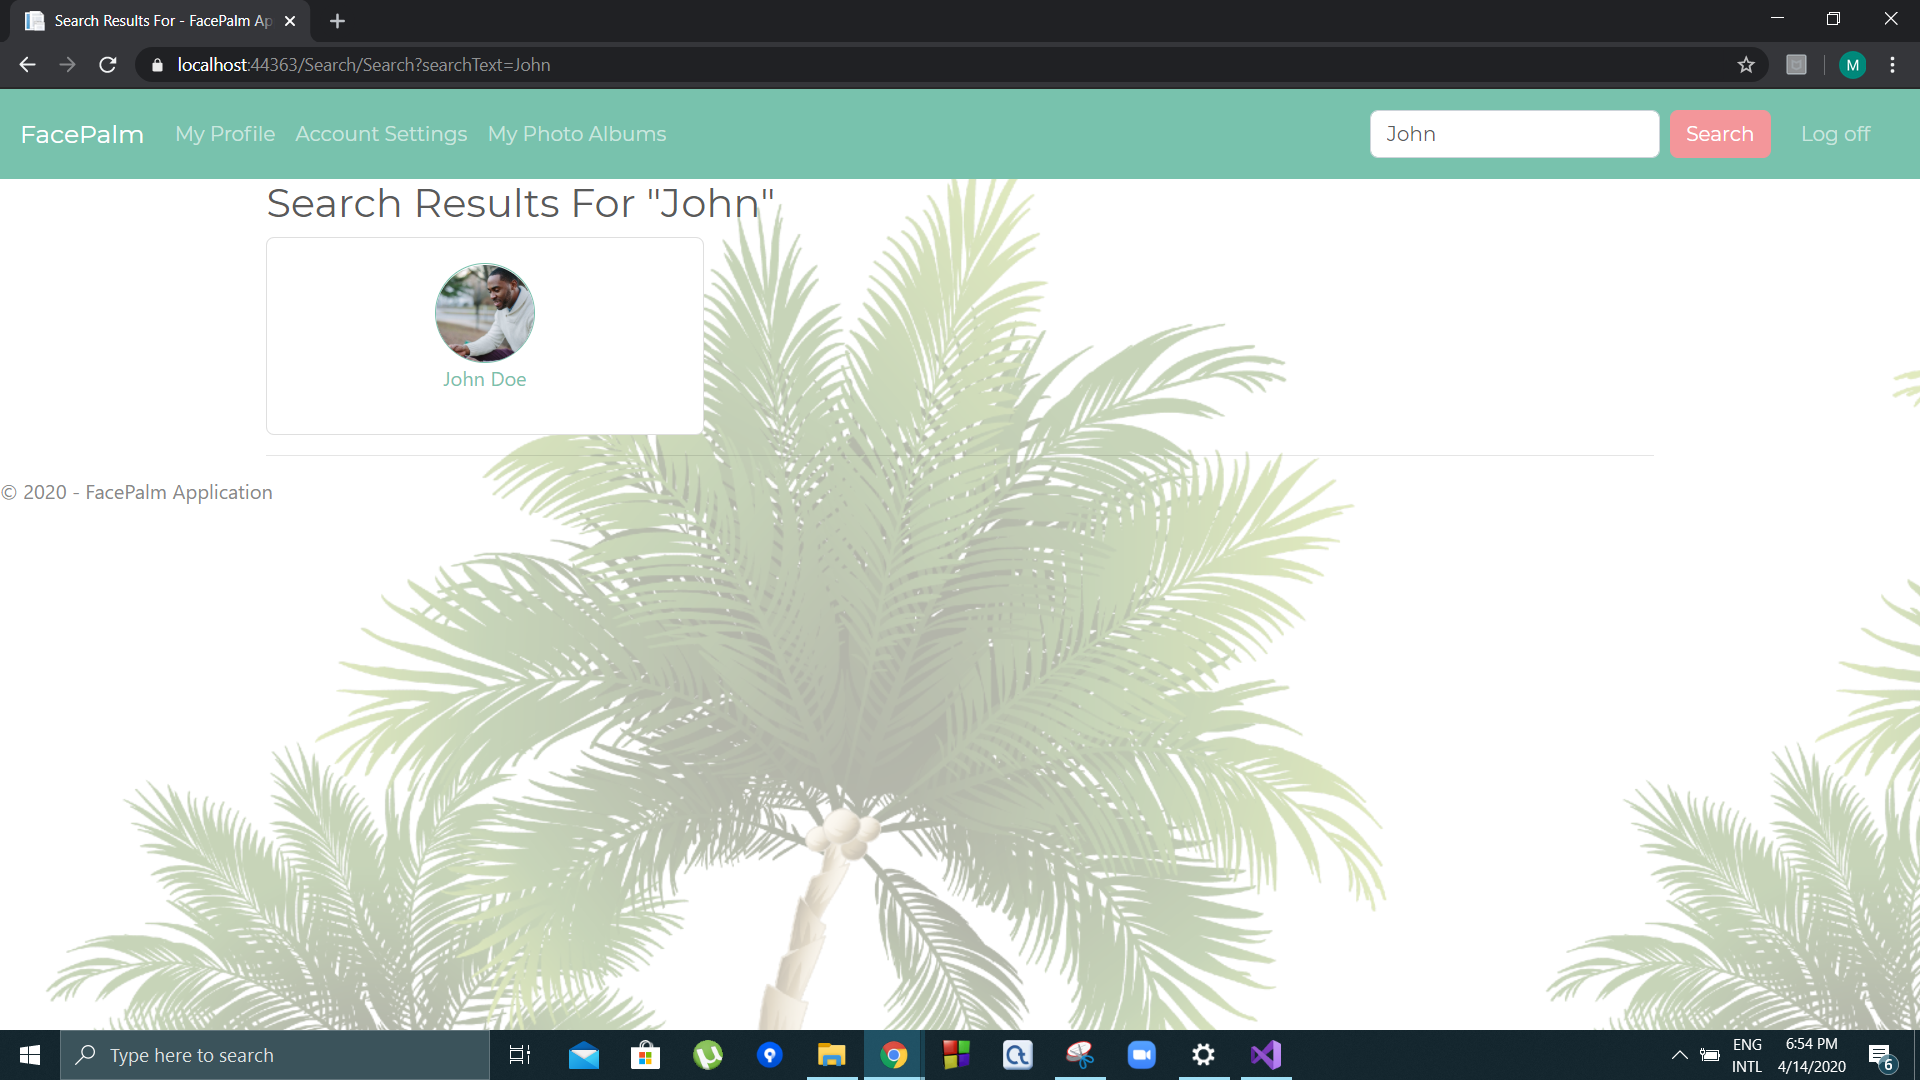 Search Results For - FacePalm Ap
localhost:44363/Search/Search?searchText=John
M
FacePalm My Profile Account Settings My Photo Albums John Search Log off
Search Results For "John"
John Doe
© 2020 - FacePalm Application
Type here to search
ENG
INTL
6:54 PM
4/14/2020
6